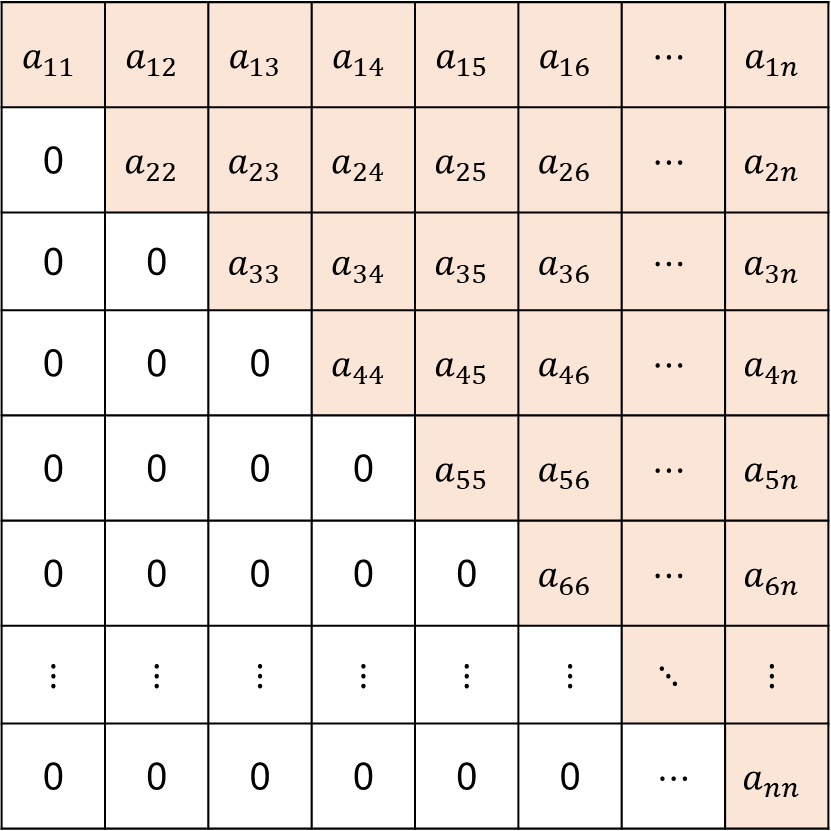 a₁₁ a₁₂ a₁₃ a₁₄ a₁₅ a₁₆ ⋯ a₁ₙ
0 a₂₂ a₂₃ a₂₄ a₂₅ a₂₆ ⋯ a₂ₙ
0 0 a₃₃ a₃₄ a₃₅ a₃₆ ⋯ a₃ₙ
0 0 0 a₄₄ a₄₅ a₄₆ ⋯ a₄ₙ
0 0 0 0 a₅₅ a₅₆ ⋯ a₅ₙ
0 0 0 0 0 a₆₆ ⋯ a₆ₙ
⋮ ⋮ ⋮ ⋮ ⋮ ⋮ ⋱ ⋮
0 0 0 0 0 0 ⋯ aₙₙ